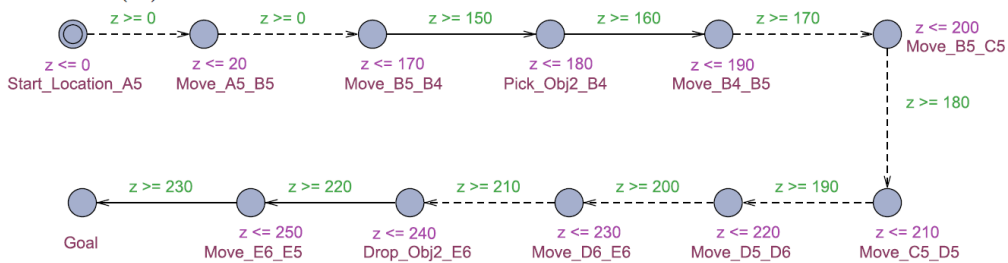 z >= 0
z >= 0
z >= 150
z >= 160
z >= 170
z <= 0
Start_Location_A5
z <= 20
Move_A5_B5
z <= 170
Move_B5_B4
z <= 180
Pick_Obj2_B4
z <= 190
Move_B4_B5
z <= 200
Move_B5_C5
z >= 180
z >= 230
z >= 220
z >= 210
z >= 200
z >= 190
Goal
z <= 250
Move_E6_E5
z <= 240
Drop_Obj2_E6
z <= 230
Move_D6_E6
z <= 220
Move_D5_D6
z <= 210
Move_C5_D5